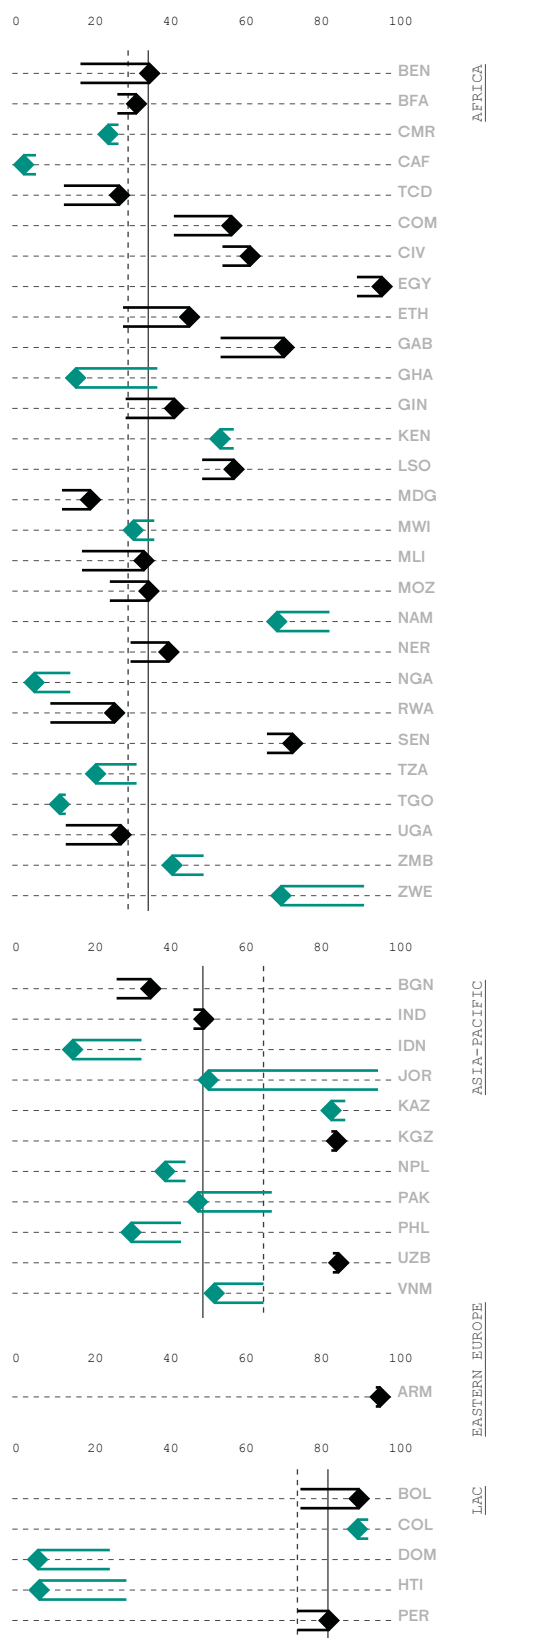 0 20 40 60 80 100
AFRICA
BEN
BFA
CMR
CAF
TCD
COM
CIV
EGY
ETH
GAB
GHA
GIN
KEN
LSO
MDG
MWI
MLI
MOZ
NAM
NER
NGA
RWA
SEN
TZA
TGO
UGA
ZMB
ZWE
0 20 40 60 80 100
ASIA-PACIFIC
BGN
IND
IDN
JOR
KAZ
KGZ
NPL
PAK
PHL
UZB
VNM
EASTERN EUROPE
0 20 40 60 80 100
ARM
0 20 40 60 80 100
LAC
BOL
COL
DOM
HTI
PER